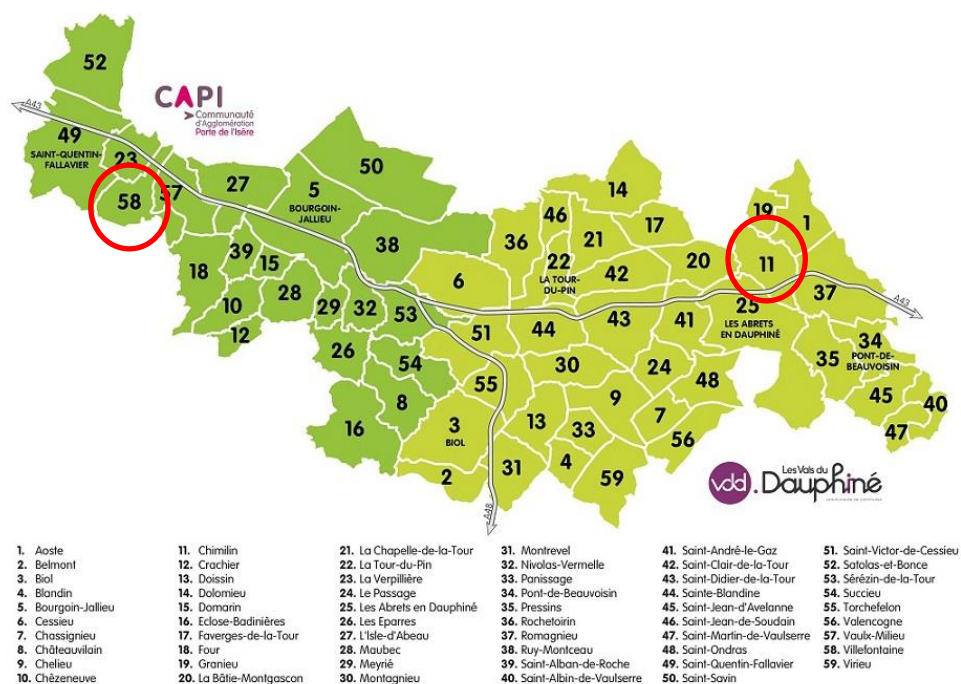 52
CAPI
Communauté
d'Agglomération
Porte de l'Isère
A43
49
SAINT-QUENTIN-
FALLAVIER
23
58
57
27
5
BOURGOIN-
JALLIEU
50
38
18
39
15
10
28
29
32
53
12
26
54
8
16
14
46
36
21
17
22
LA TOUR-
DU-PIN
42
20
6
19
1
11
37
A43
25
LES ABRETS
EN DAUPHINÉ
51
44
43
41
34
PONT-DE-
BEAUVOISIN
35
45
40
47
30
24
48
55
9
7
56
3
BIOL
13
33
4
59
2
31
A48
vdd. Les Vals du
Dauphiné
communauté de communes
1. Aoste
2. Belmont
3. Biol
4. Blandin
5. Bourgoin-Jallieu
6. Cessieu
7. Chassignieu
8. Châteauvilain
9. Chelieu
10. Chèzeneuve
11. Chimilin
12. Crachier
13. Doissin
14. Dolomieu
15. Domarin
16. Eclose-Badinières
17. Faverges-de-la-Tour
18. Four
19. Granieu
20. La Bâtie-Montgascon
21. La Chapelle-de-la-Tour
22. La Tour-du-Pin
23. La Verpillière
24. Le Passage
25. Les Abrets en Dauphiné
26. Les Eparres
27. L'Isle-d'Abeau
28. Maubec
29. Meyrié
30. Montagnieu
31. Montrevel
32. Nivolas-Vermelle
33. Panissage
34. Pont-de-Beauvoisin
35. Pressins
36. Rochetoirin
37. Romagnieu
38. Ruy-Montceau
39. Saint-Alban-de-Roche
40. Saint-Albin-de-Vaulserre
41. Saint-André-le-Gaz
42. Saint-Clair-de-la-Tour
43. Saint-Didier-de-la-Tour
44. Sainte-Blandine
45. Saint-Jean-d'Avelanne
46. Saint-Jean-de-Soudain
47. Saint-Martin-de-Vaulserre
48. Saint-Ondras
49. Saint-Quentin-Fallavier
50. Saint-Savin
51. Saint-Victor-de-Cessieu
52. Satolas-et-Bonce
53. Sérézin-de-la-Tour
54. Succieu
55. Torchefelon
56. Valencogne
57. Vaulx-Milieu
58. Villefontaine
59. Virieu